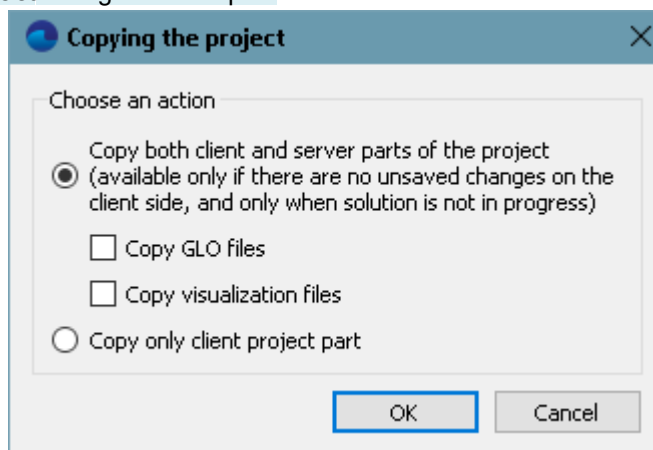 Copying the project
Choose an action
Copy both client and server parts of the project
(available only if there are no unsaved changes on the
client side, and only when solution is not in progress)
Copy GLO files
Copy visualization files
Copy only client project part
OK
Cancel